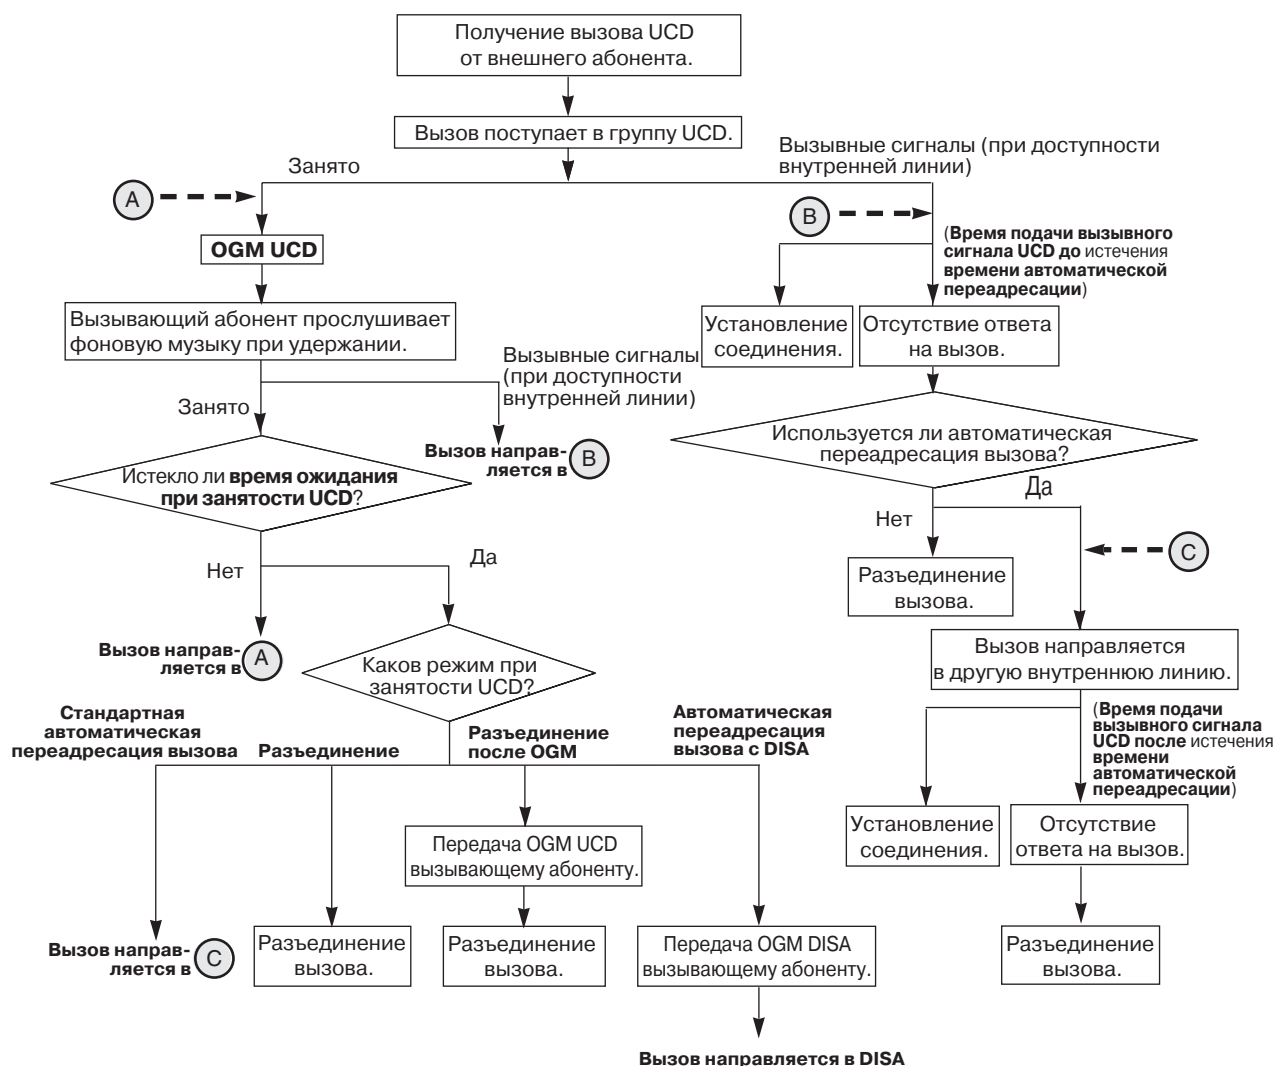 Получение вызова UCD
от внешнего абонента.
Вызов поступает в группу UCD.
Занято
Вызывные сигналы (при доступности
внутренней линии)
A
B
OGM UCD
(Время подачи вызывного
сигнала UCD до истечения
времени автоматической
переадресации)
Вызывающий абонент прослушивает
фоновую музыку при удержании.
Установление
соединения.
Отсутствие ответа
на вызов.
Вызывные сигналы
(при доступности
внутренней линии)
Занято
Вызов направ-
ляется в
B
Используется ли автоматическая
переадресация вызова?
Истекло ли время ожидания
при занятости UCD?
Да
Нет
C
Нет
Да
Разъединение
вызова.
Вызов направ-
ляется в
A
Каков режим при
занятости UCD?
Вызов направляется
в другую внутреннюю линию.
Стандартная
автоматическая
переадресация вызова
Разъединение
Разъединение
после OGM
Автоматическая
переадресация
вызова с DISA
(Время подачи
вызывного сигнала
UCD после истечения
времени
автоматической
переадресации)
Передача OGM UCD
вызывающему абоненту.
Установление
соединения.
Отсутствие
ответа на вызов.
Вызов направ-
ляется в
C
Разъединение
вызова.
Разъединение
вызова.
Передача OGM DISA
вызывающему абоненту.
Разъединение
вызова.
Вызов направляется в DISA